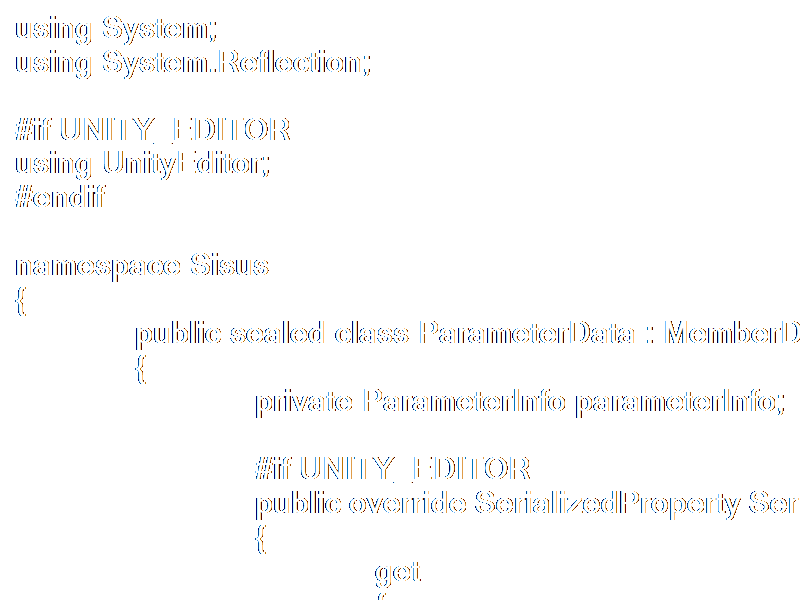 using System;
using System.Reflection;
#if UNITY_EDITOR
using UnityEditor;
#endif
namespace Sisus
{
public sealed class ParameterData : MemberD
{
private ParameterInfo parameterInfo;
#if UNITY_EDITOR
public override SerializedProperty Ser
{
get
{